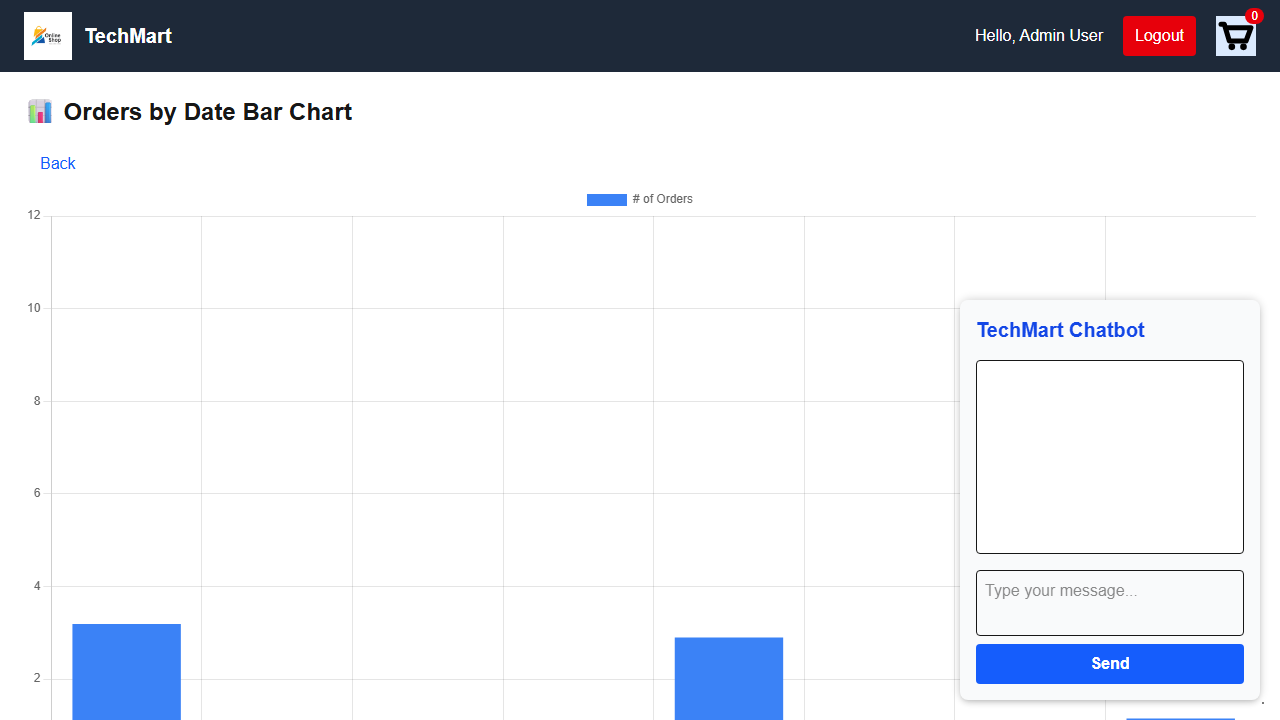 Online
Shop
TechMart
Hello, Admin User
Logout
0
Orders by Date Bar Chart
Back
# of Orders
12
10
8
6
4
2
TechMart Chatbot
Type your message...
Send